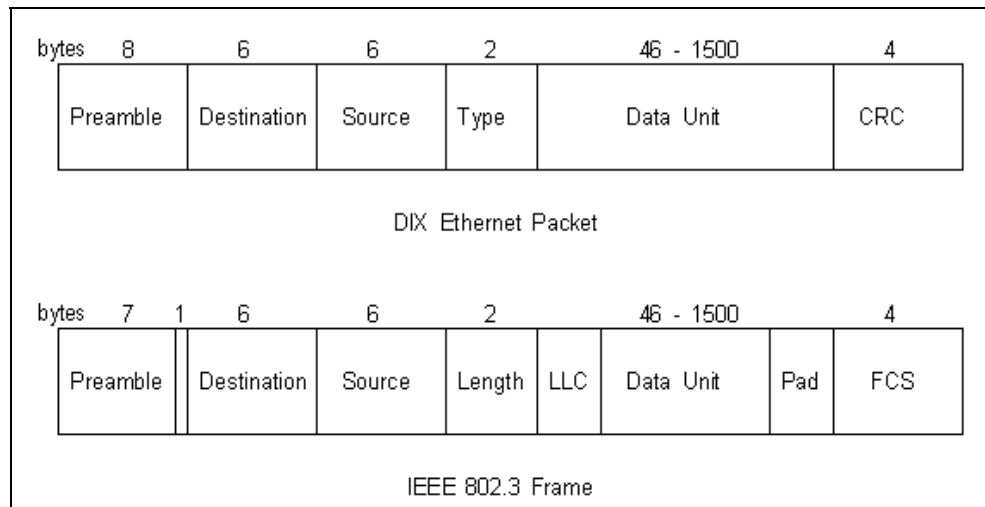 bytes 8 6 6 2 46 - 1500 4
Preamble Destination Source Type Data Unit CRC
DIX Ethernet Packet
bytes 7 1 6 6 2 46 - 1500 4
Preamble Destination Source Length LLC Data Unit Pad FCS
IEEE 802.3 Frame